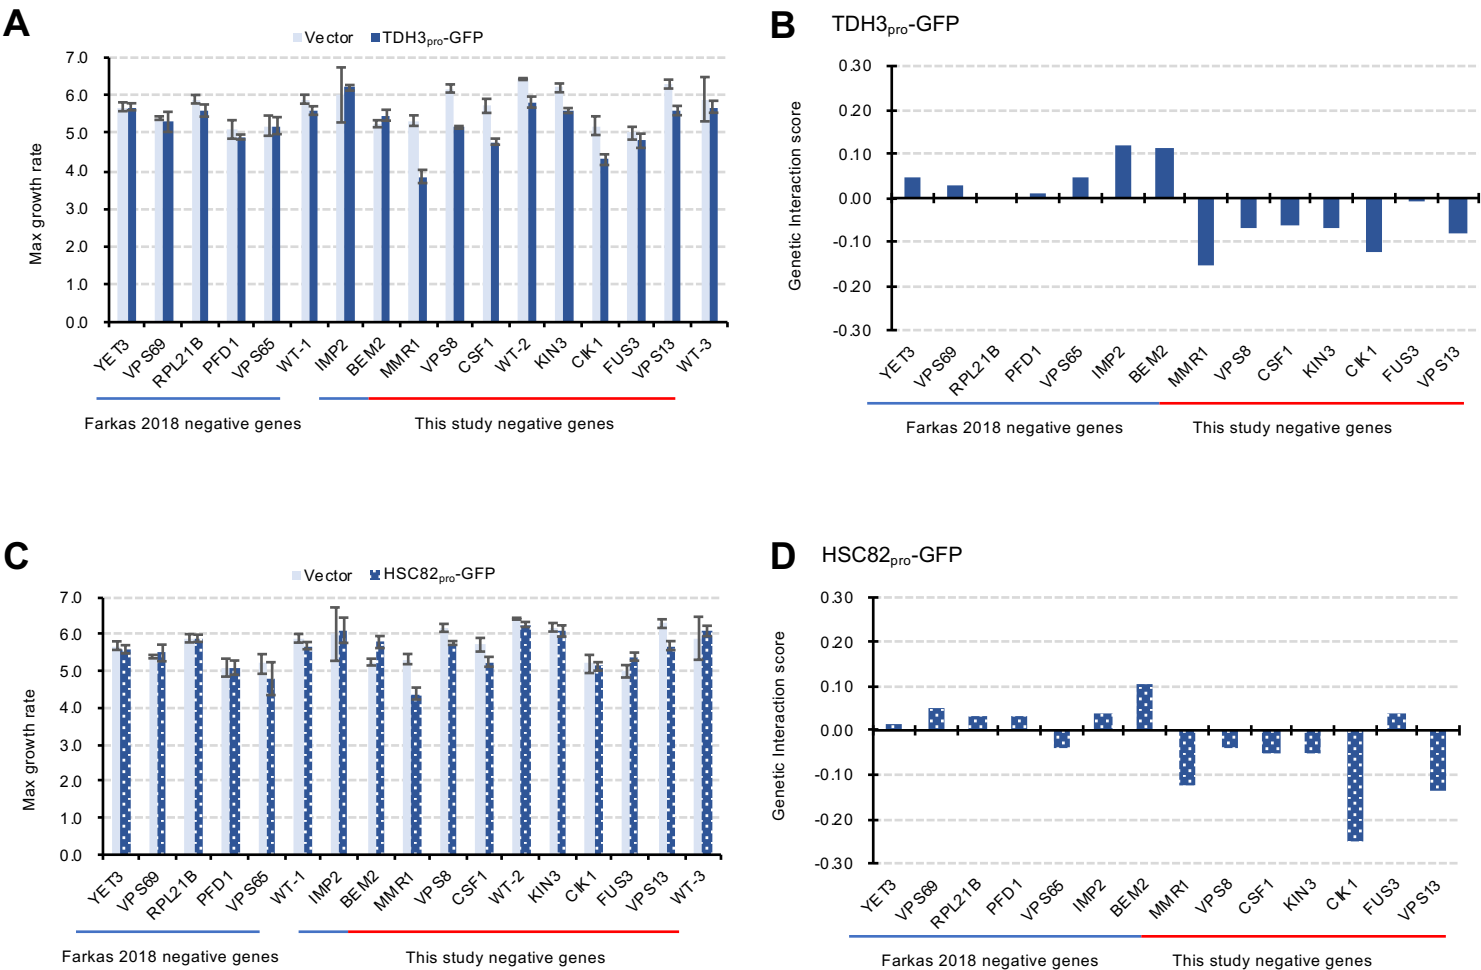 A
Vector TDH3pro-GFP
Max growth rate
7.0
6.0
5.0
4.0
3.0
2.0
1.0
0.0
YET3 VPS69 RPL21B PFD1 VPS65 WT-1 IMP2 BEM2 MMR1 VPS8 CSF1 WT-2 KIN3 CIK1 FUS3 VPS13 WT-3
Farkas 2018 negative genes This study negative genes
B TDH3pro-GFP
Genetic Interaction score
0.30
0.20
0.10
0.00
-0.10
-0.20
-0.30
YET3 VPS69 RPL21B PFD1 VPS65 IMP2 BEM2 MMR1 VPS8 CSF1 KIN3 CIK1 FUS3 VPS13
Farkas 2018 negative genes This study negative genes
C
Vector HSC82pro-GFP
Max growth rate
7.0
6.0
5.0
4.0
3.0
2.0
1.0
0.0
YET3 VPS69 RPL21B PFD1 VPS65 WT-1 IMP2 BEM2 MMR1 VPS8 CSF1 WT-2 KIN3 CIK1 FUS3 VPS13 WT-3
Farkas 2018 negative genes This study negative genes
D HSC82pro-GFP
Genetic Interaction score
0.30
0.20
0.10
0.00
-0.10
-0.20
-0.30
YET3 VPS69 RPL21B PFD1 VPS65 IMP2 BEM2 MMR1 VPS8 CSF1 KIN3 CIK1 FUS3 VPS13
Farkas 2018 negative genes This study negative genes